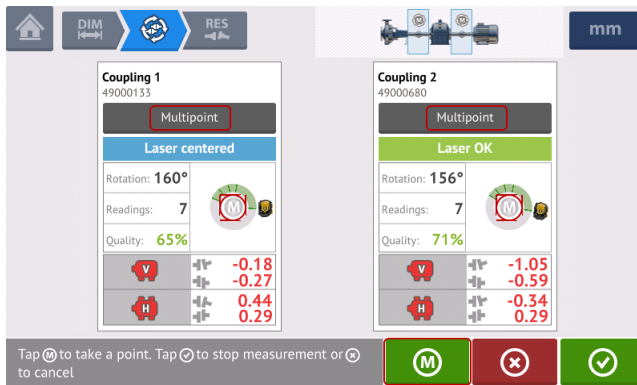 DIM
RES
mm
Coupling 1
49000133
Multipoint
Laser centered
Rotation: 160°
Readings: 7
Quality: 65%
M
V
-0.18
-0.27
H
0.44
0.29
Coupling 2
49000680
Multipoint
Laser OK
Rotation: 156°
Readings: 7
Quality: 71%
M
V
-1.05
-0.59
H
-0.34
0.29
Tap M to take a point. Tap ✓ to stop measurement or ✕
to cancel
M